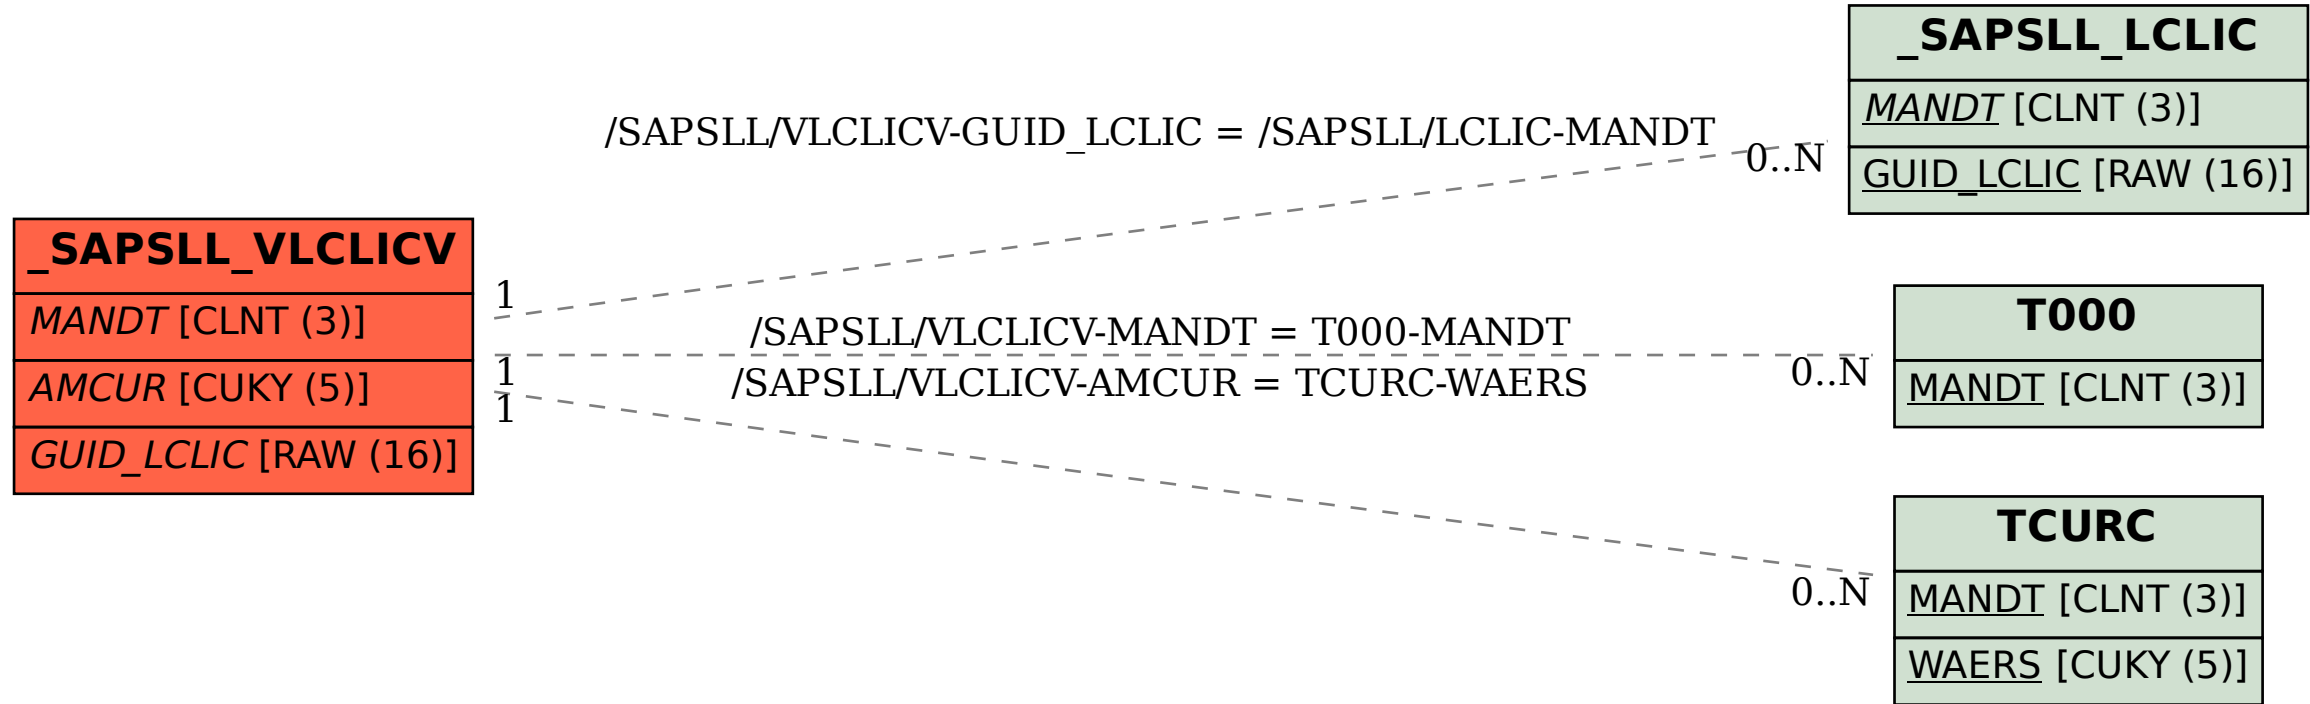 _SAPSLL_VLCLICV
MANDT [CLNT (3)]
AMCUR [CUKY (5)]
GUID_LCLIC [RAW (16)]
/SAPSLL/VLCLICV-GUID_LCLIC = /SAPSLL/LCLIC-MANDT
1
0..N
/SAPSLL/VLCLICV-MANDT = T000-MANDT
1
0..N
/SAPSLL/VLCLICV-AMCUR = TCURC-WAERS
1
0..N
_SAPSLL_LCLIC
MANDT [CLNT (3)]
GUID_LCLIC [RAW (16)]
T000
MANDT [CLNT (3)]
TCURC
MANDT [CLNT (3)]
WAERS [CUKY (5)]